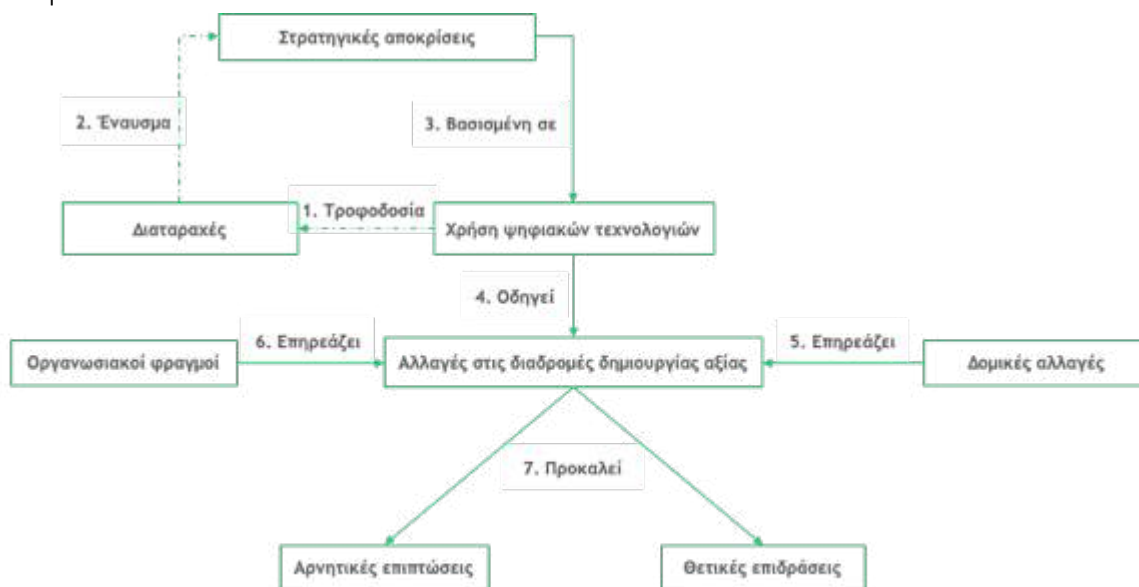 Στρατηγικές αποκρίσεις
2. Έναυσμα
3. Βασισμένη σε
1. Τροφοδοσία
Διαταραχές
Χρήση ψηφιακών τεχνολογιών
4. Οδηγεί
6. Επηρεάζει
5. Επηρεάζει
Οργανωσιακοί φραγμοί
Αλλαγές στις διαδρομές δημιουργίας αξίας
Δομικές αλλαγές
7. Προκαλεί
Αρνητικές επιπτώσεις
Θετικές επιδράσεις